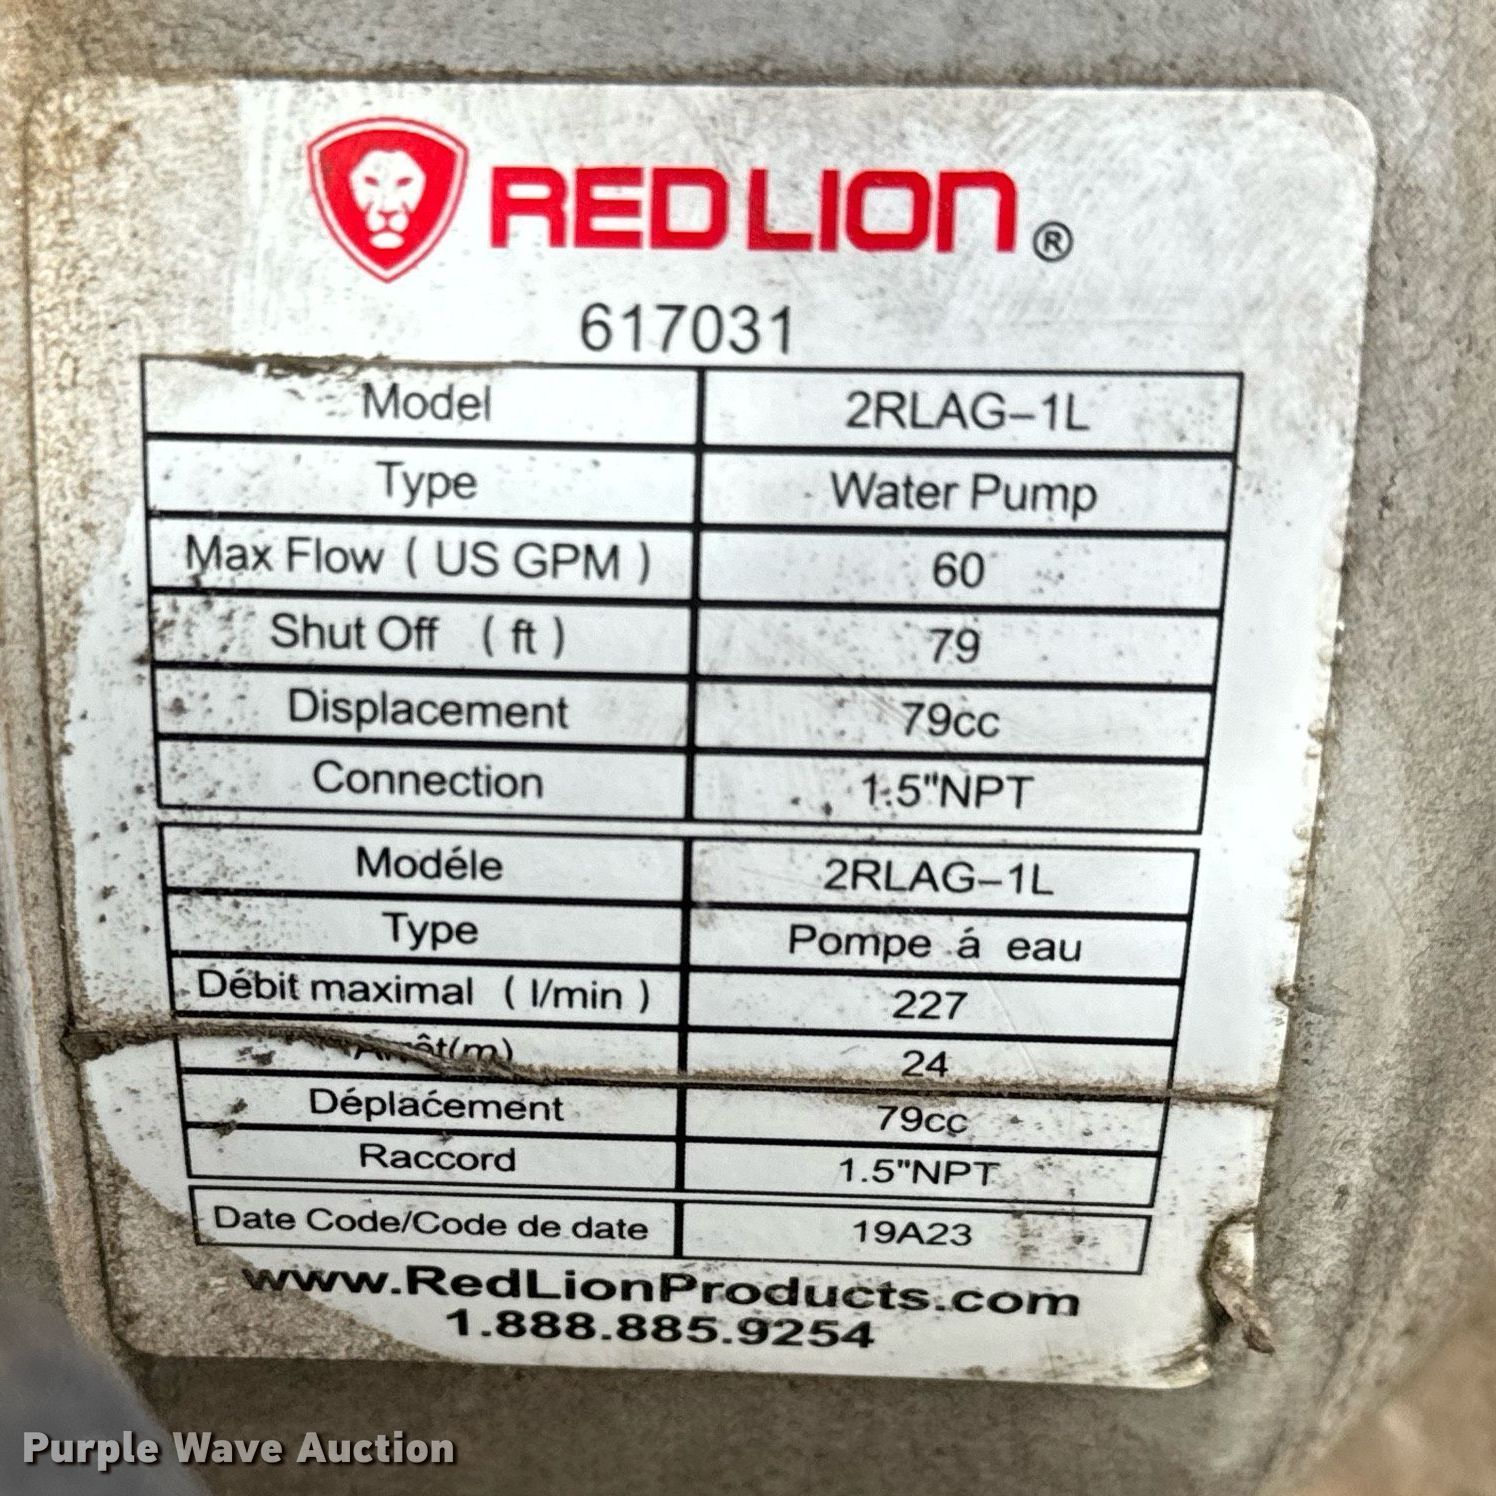 RED LION ®
617031
Model 2RLAG-1L
Type Water Pump
Max Flow ( US GPM ) 60
Shut Off ( ft ) 79
Displacement 79cc
Connection 1.5"NPT
Modéle 2RLAG-1L
Type Pompe á eau
Débit maximal ( l/min ) 227
Arrêt(m) 24
Déplacement 79cc
Raccord 1.5"NPT
Date Code/Code de date 19A23
www.RedLionProducts.com
1.888.885.9254
Purple Wave Auction